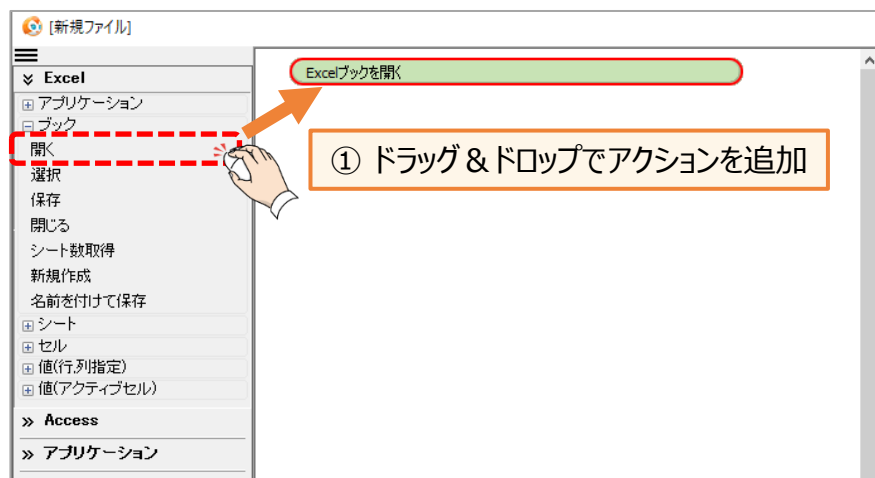 [新規ファイル]
Excel
アプリケーション
ブック
開く
選択
保存
閉じる
シート数取得
新規作成
名前を付けて保存
シート
セル
値(行,列指定)
値(アクティブセル)
» Access
» アプリケーション
Excelブックを開く
① ドラッグ＆ドロップでアクションを追加